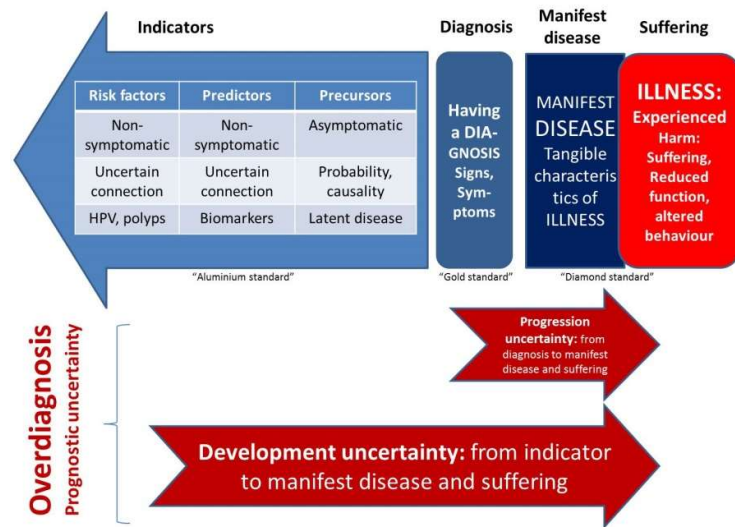 Indicators
Diagnosis
Manifest
disease
Suffering
Risk factors
Predictors
Precursors
Non-
symptomatic
Non-
symptomatic
Asymptomatic
Uncertain
connection
Uncertain
connection
Probability,
causality
HPV, polyps
Biomarkers
Latent disease
Having
a DIA-
GNOSIS
Signs,
Sym-
ptoms
MANIFEST
DISEASE
Tangible
characteris
tics of
ILLNESS
ILLNESS:
Experienced
Harm:
Suffering,
Reduced
function,
altered
behaviour
"Aluminium standard"
"Gold standard"
"Diamond standard"
Overdiagnosis
Prognostic uncertainty
Progression
uncertainty: from
diagnosis to manifest
disease and suffering
Development uncertainty: from indicator
to manifest disease and suffering